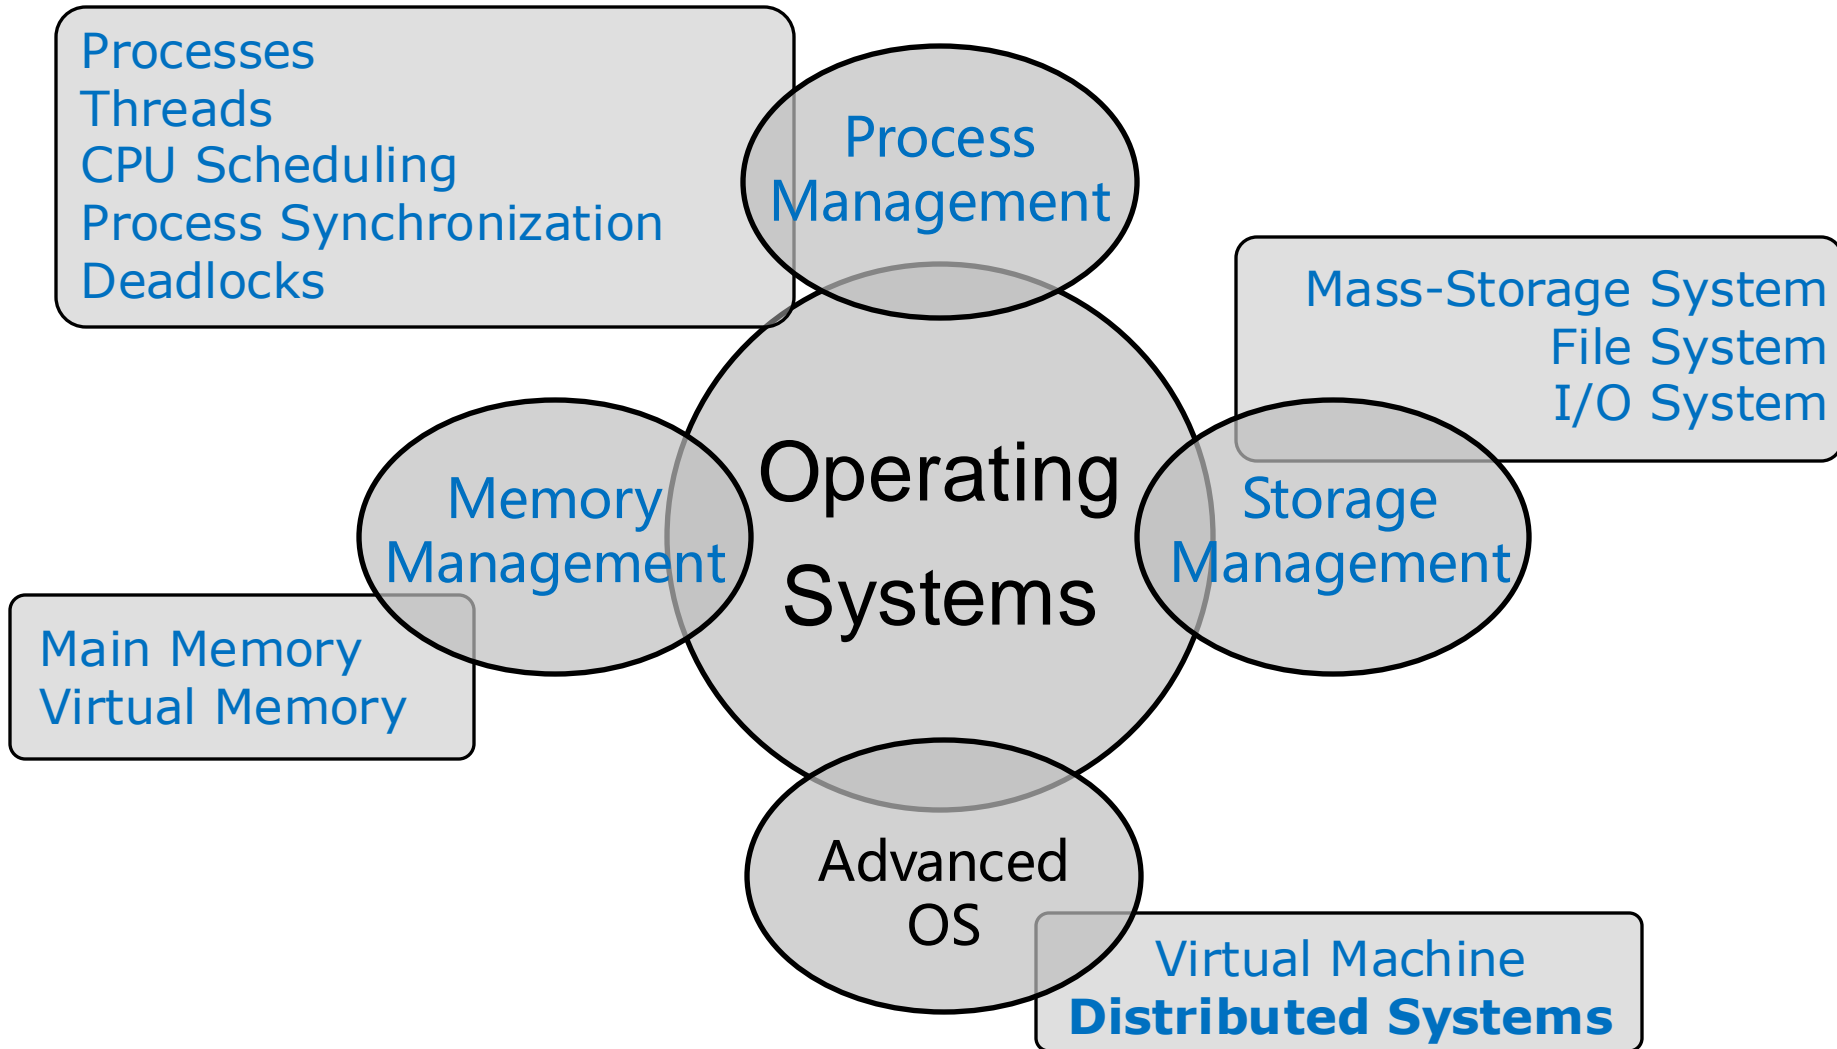 Processes
Threads
CPU Scheduling
Process Synchronization
Deadlocks
Process
Management
Mass-Storage System
File System
I/O System
Operating
Systems
Memory
Management
Storage
Management
Main Memory
Virtual Memory
Advanced
OS
Virtual Machine
Distributed Systems